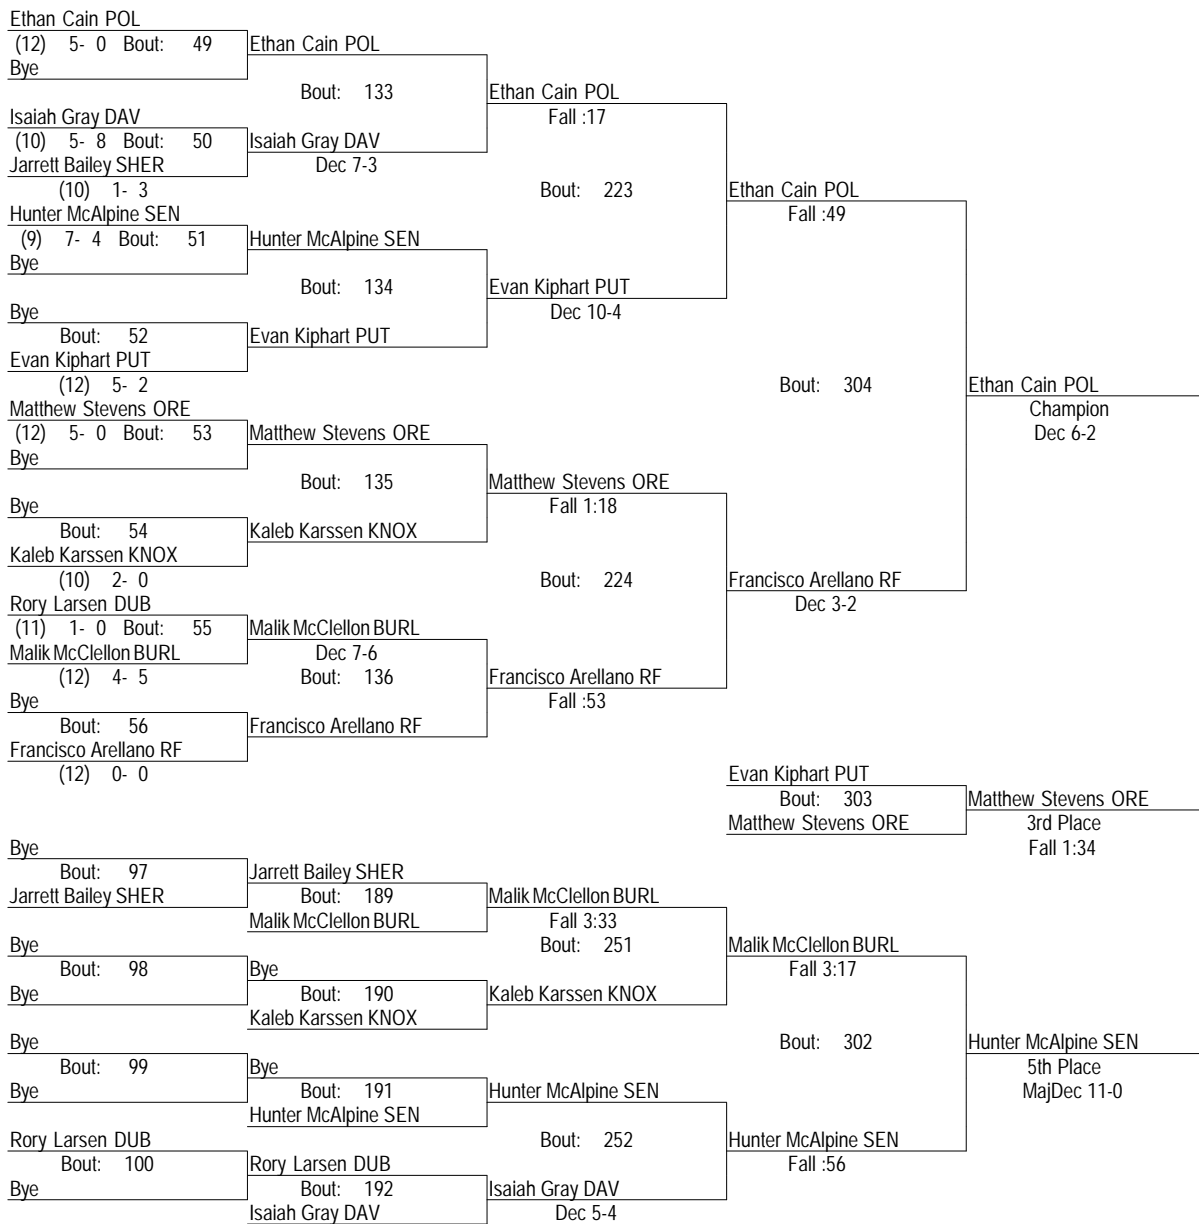 Ethan Cain POL
(12) 5- 0 Bout: 49 Ethan Cain POL
Bye
Bout: 133 Ethan Cain POL
Isaiah Gray DAV Fall :17
(10) 5- 8 Bout: 50 Isaiah Gray DAV
Jarrett Bailey SHER Dec 7-3
(10) 1- 3 Bout: 223 Ethan Cain POL
Hunter McAlpine SEN Fall :49
(9) 7- 4 Bout: 51 Hunter McAlpine SEN
Bye
Bout: 134 Evan Kiphart PUT
Bye Dec 10-4
Bout: 52 Evan Kiphart PUT
Evan Kiphart PUT
(12) 5- 2 Bout: 304 Ethan Cain POL
Matthew Stevens ORE Champion
(12) 5- 0 Bout: 53 Matthew Stevens ORE Dec 6-2
Bye
Bout: 135 Matthew Stevens ORE
Bye Fall 1:18
Bout: 54 Kaleb Karssen KNOX
Kaleb Karssen KNOX
(10) 2- 0 Bout: 224 Francisco Arellano RF
Rory Larsen DUB Dec 3-2
(11) 1- 0 Bout: 55 Malik McClellon BURL
Malik McClellon BURL Dec 7-6
(12) 4- 5 Bout: 136 Francisco Arellano RF
Bye Fall :53
Bout: 56 Francisco Arellano RF
Francisco Arellano RF
(12) 0- 0 Evan Kiphart PUT
Bout: 303 Matthew Stevens ORE
Matthew Stevens ORE 3rd Place
Bye Fall 1:34
Bout: 97 Jarrett Bailey SHER
Jarrett Bailey SHER Bout: 189 Malik McClellon BURL
Malik McClellon BURL Fall 3:33
Bye Bout: 251 Malik McClellon BURL
Bout: 98 Bye Fall 3:17
Bye Bout: 190 Kaleb Karssen KNOX
Kaleb Karssen KNOX
Bye Bout: 302 Hunter McAlpine SEN
Bout: 99 Bye 5th Place
Bye Bout: 191 Hunter McAlpine SEN MajDec 11-0
Hunter McAlpine SEN
Rory Larsen DUB Bout: 252 Hunter McAlpine SEN
Bout: 100 Rory Larsen DUB Fall :56
Bye Bout: 192 Isaiah Gray DAV
Isaiah Gray DAV Dec 5-4